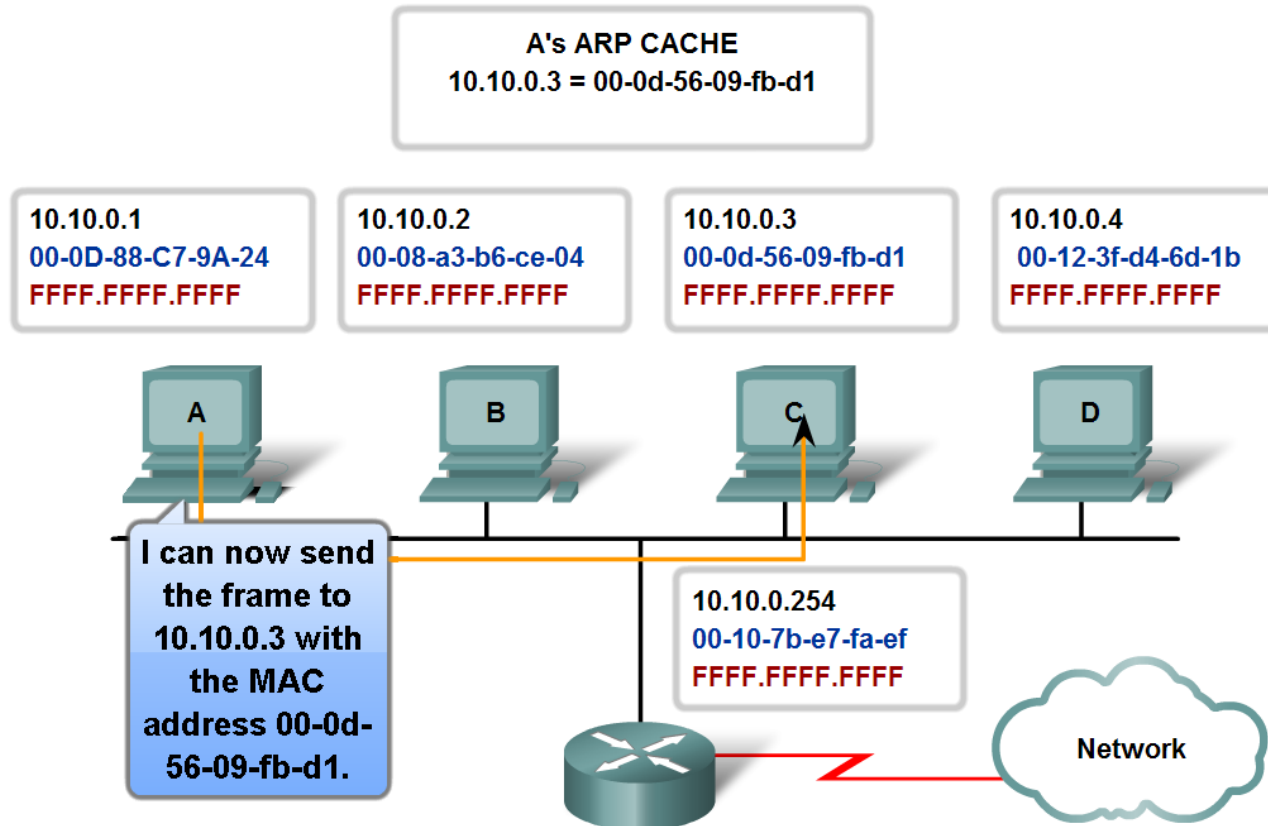 A's ARP CACHE
10.10.0.3 = 00-0d-56-09-fb-d1
10.10.0.1
00-0D-88-C7-9A-24
FFFF.FFFF.FFFF
10.10.0.2
00-08-a3-b6-ce-04
FFFF.FFFF.FFFF
10.10.0.3
00-0d-56-09-fb-d1
FFFF.FFFF.FFFF
10.10.0.4
00-12-3f-d4-6d-1b
FFFF.FFFF.FFFF
A
B
C
D
I can now send
the frame to
10.10.0.3 with
the MAC
address 00-0d-
56-09-fb-d1.
10.10.0.254
00-10-7b-e7-fa-ef
FFFF.FFFF.FFFF
Network